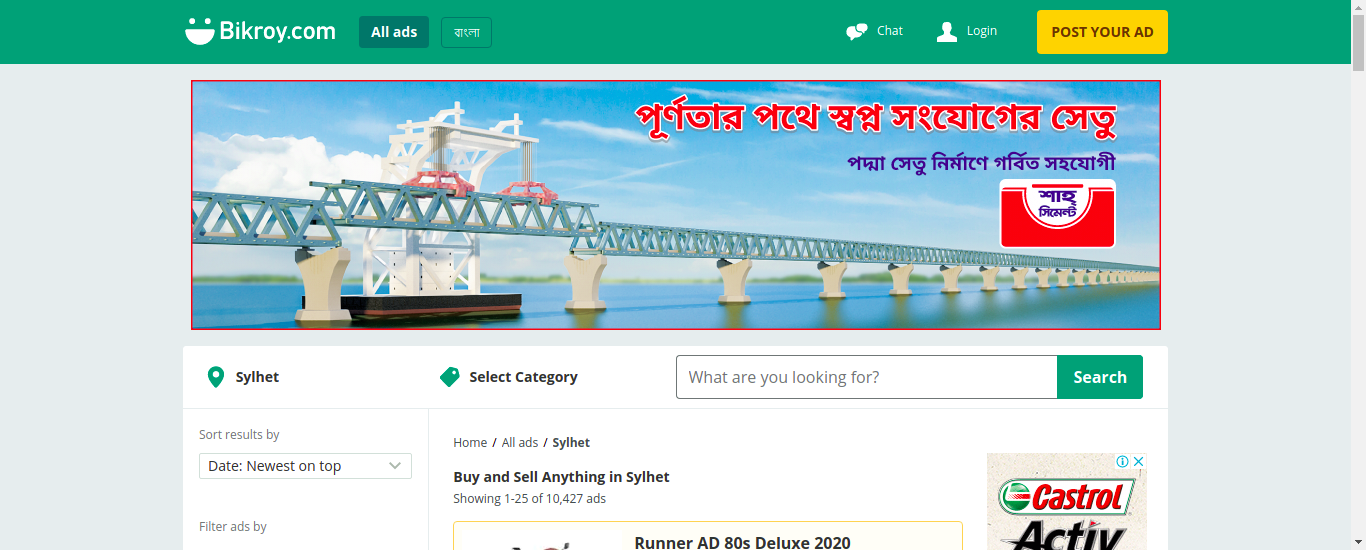 Bikroy.com
All ads
বাংলা
Chat
Login
POST YOUR AD
পূর্ণতার পথে স্বপ্ন সংযোগের সেতু
পদ্মা সেতু নির্মাণে গর্বিত সহযোগী
শাহ্
সিমেন্ট
Sylhet
Select Category
What are you looking for?
Search
Sort results by
Date: Newest on top
Filter ads by
Home / All ads / Sylhet
Buy and Sell Anything in Sylhet
Showing 1-25 of 10,427 ads
Runner AD 80s Deluxe 2020
Castrol
Activ